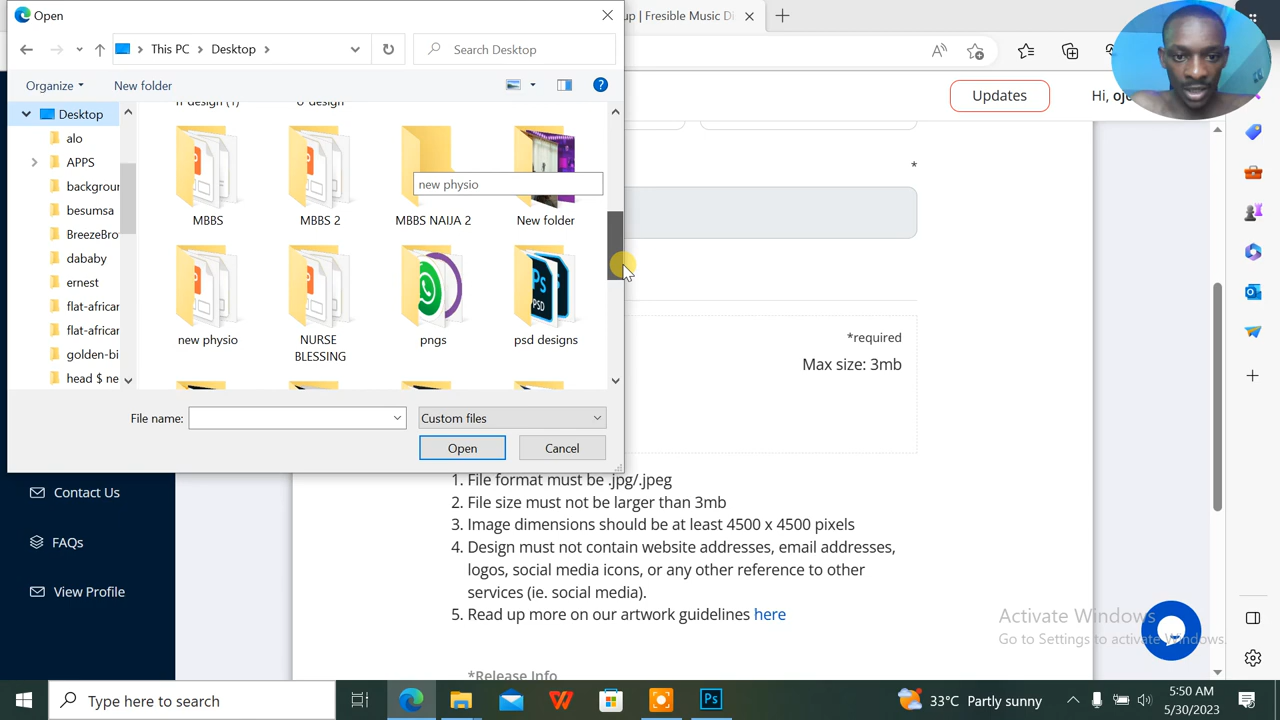 Open
up | Fresible Music Di
This PC
Desktop
Search Desktop
Organize
New folder
Updates
Hi,
Desktop
alo
APPS
backgrour
besumsa
BreezeBro
dababy
ernest
flat-africar
flat-africar
golden-bi
head $ ne
MBBS
MBBS 2
MBBS NAIJA 2
New folder
new physio
new physio
NURSE
BLESSING
pngs
psd designs
PSD
File name:
Custom files
Open
Cancel
*
*required
Max size: 3mb
1. File format must be .jpg/.jpeg
2. File size must not be larger than 3mb
3. Image dimensions should be at least 4500 x 4500 pixels
4. Design must not contain website addresses, email addresses,
logos, social media icons, or any other reference to other
services (ie. social media).
5. Read up more on our artwork guidelines here
*Release Info
Contact Us
FAQs
View Profile
Activate Windows
Go to Settings to activate Windows.
Type here to search
33°C Partly sunny
5:50 AM
5/30/2023